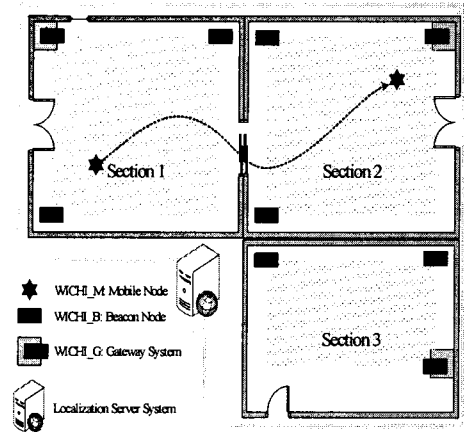 Section 1
Section 2
Section 3
WICHI_M: Mobile Node
WICHI_B: Beacon Node
WICHI_G: Gateway System
Localization Server System